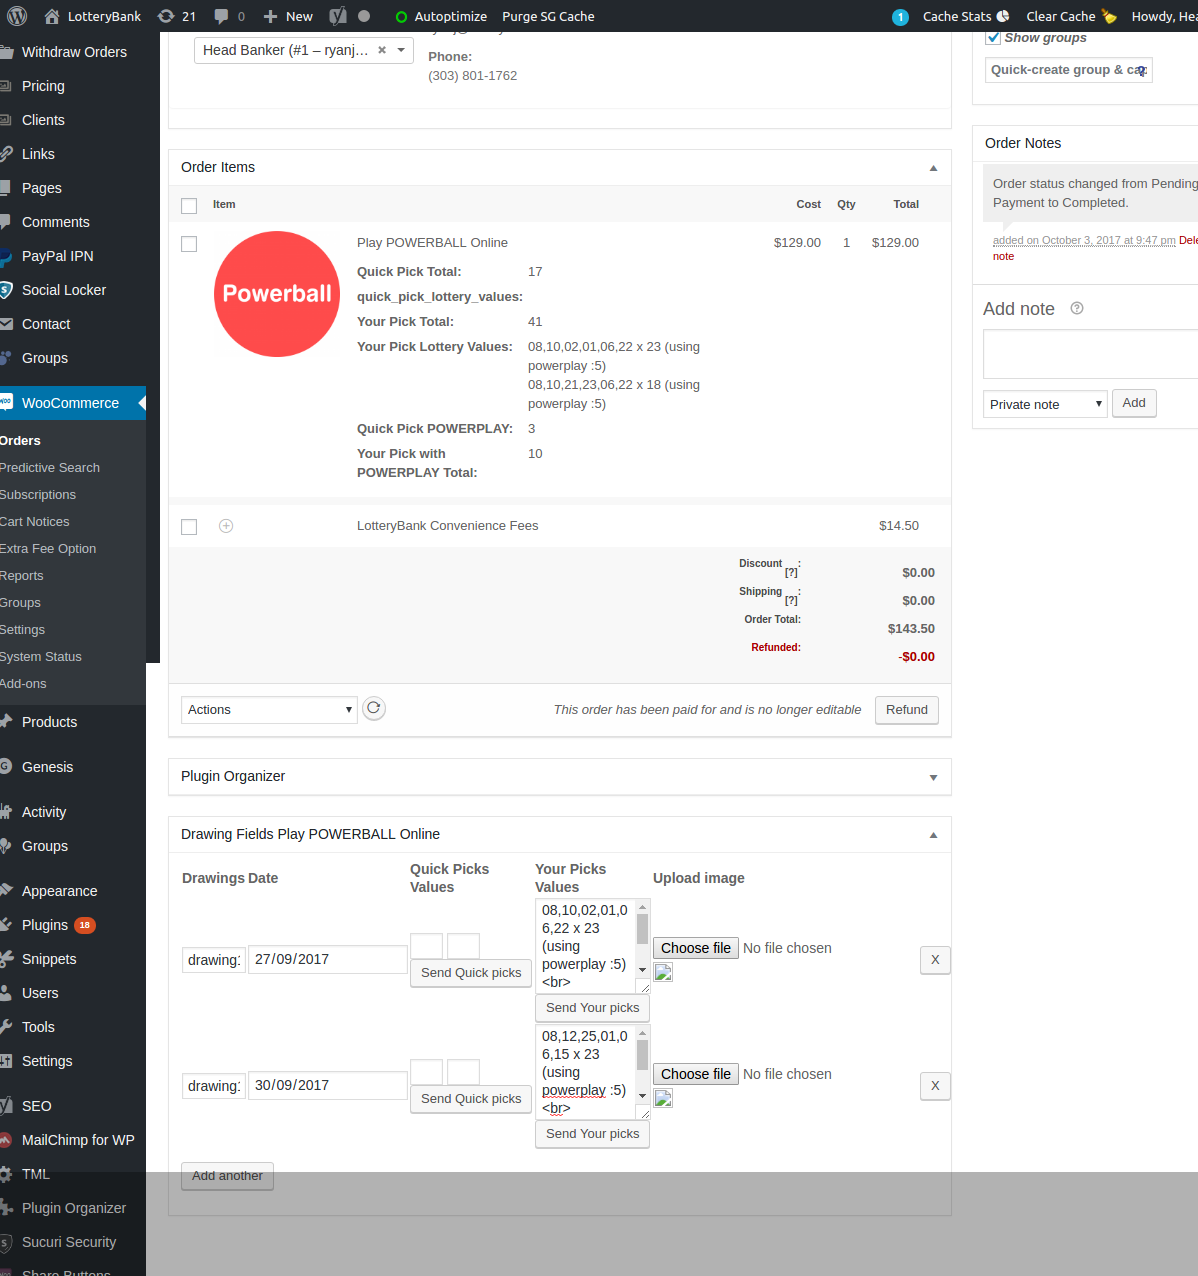 LotteryBank 21 0 New Autoptimize Purge SG Cache 1 Cache Stats Clear Cache Howdy,
Withdraw Orders
Pricing
Clients
Links
Pages
Comments
PayPal IPN
Social Locker
Contact
Groups
WooCommerce
Orders
Predictive Search
Subscriptions
Cart Notices
Extra Fee Option
Reports
Groups
Settings
System Status
Add-ons
Products
Genesis
Activity
Groups
Appearance
Plugins 18
Snippets
Users
Tools
Settings
SEO
MailChimp for WP
TML
Plugin Organizer
Sucuri Security
Share Buttons
Head Banker (#1 – ryanj... ×
Phone:
(303) 801-1762
Order Items
Item Cost Qty Total
Powerball
Play POWERBALL Online $129.00 1 $129.00
Quick Pick Total: 17
quick_pick_lottery_values:
Your Pick Total: 41
Your Pick Lottery Values: 08,10,02,01,06,22 x 23 (using
powerplay :5)
08,10,21,23,06,22 x 18 (using
powerplay :5)
Quick Pick POWERPLAY: 3
Your Pick with 10
POWERPLAY Total:
LotteryBank Convenience Fees $14.50
Discount [?]: $0.00
Shipping [?]: $0.00
Order Total: $143.50
Refunded: -$0.00
Actions This order has been paid for and is no longer editable Refund
Plugin Organizer
Drawing Fields Play POWERBALL Online
Drawings Date Quick Picks Values Your Picks Values Upload image
drawing: 27/09/2017
Send Quick picks
08,10,02,01,0
6,22 x 23
(using
powerplay :5)
<br>
Send Your picks
Choose file No file chosen
X
drawing: 30/09/2017
Send Quick picks
08,12,25,01,0
6,15 x 23
(using
powerplay :5)
<br>
Send Your picks
Choose file No file chosen
X
Add another
Show groups
Quick-create group & ?
Order Notes
Order status changed from Pending
Payment to Completed.
added on October 3, 2017 at 9:47 pm
note
Add note ?
Private note Add